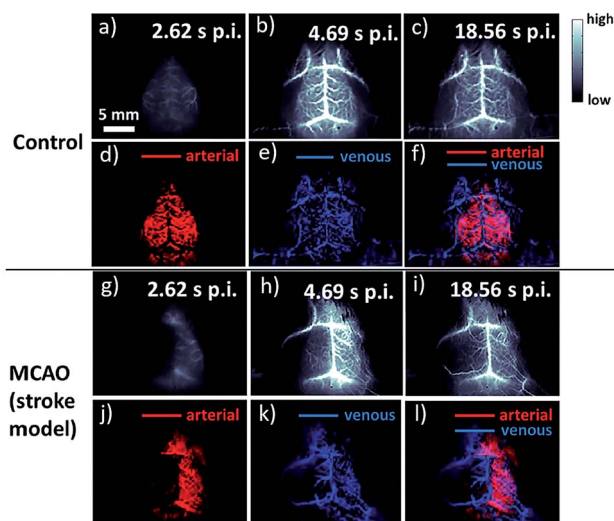 a) 2.62 s p.i.
b) 4.69 s p.i.
c) 18.56 s p.i.
high
low
5 mm
Control
d) arterial
e) venous
f) arterial
venous
g) 2.62 s p.i.
h) 4.69 s p.i.
i) 18.56 s p.i.
MCAO
(stroke
model)
j) arterial
k) venous
l) arterial
venous